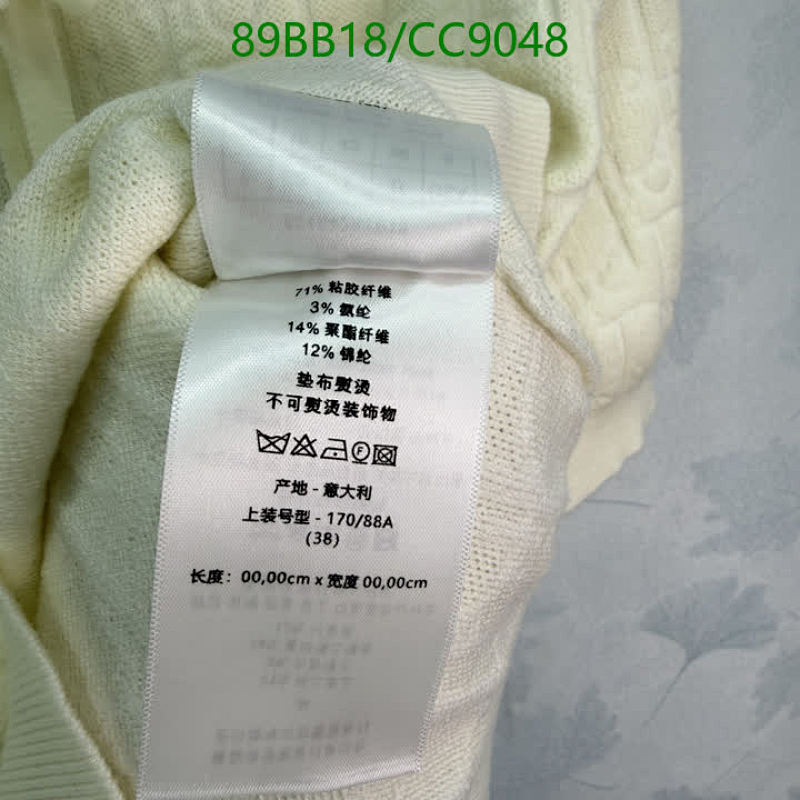 89BB18/CC9048
71% 粘胶纤维
3% 氨纶
14% 聚酯纤维
12% 锦纶
垫布熨烫
不可熨烫装饰物
F
产地 - 意大利
上装号型 - 170/88A
(38)
长度： 00,00cm x 宽度 00,00cm